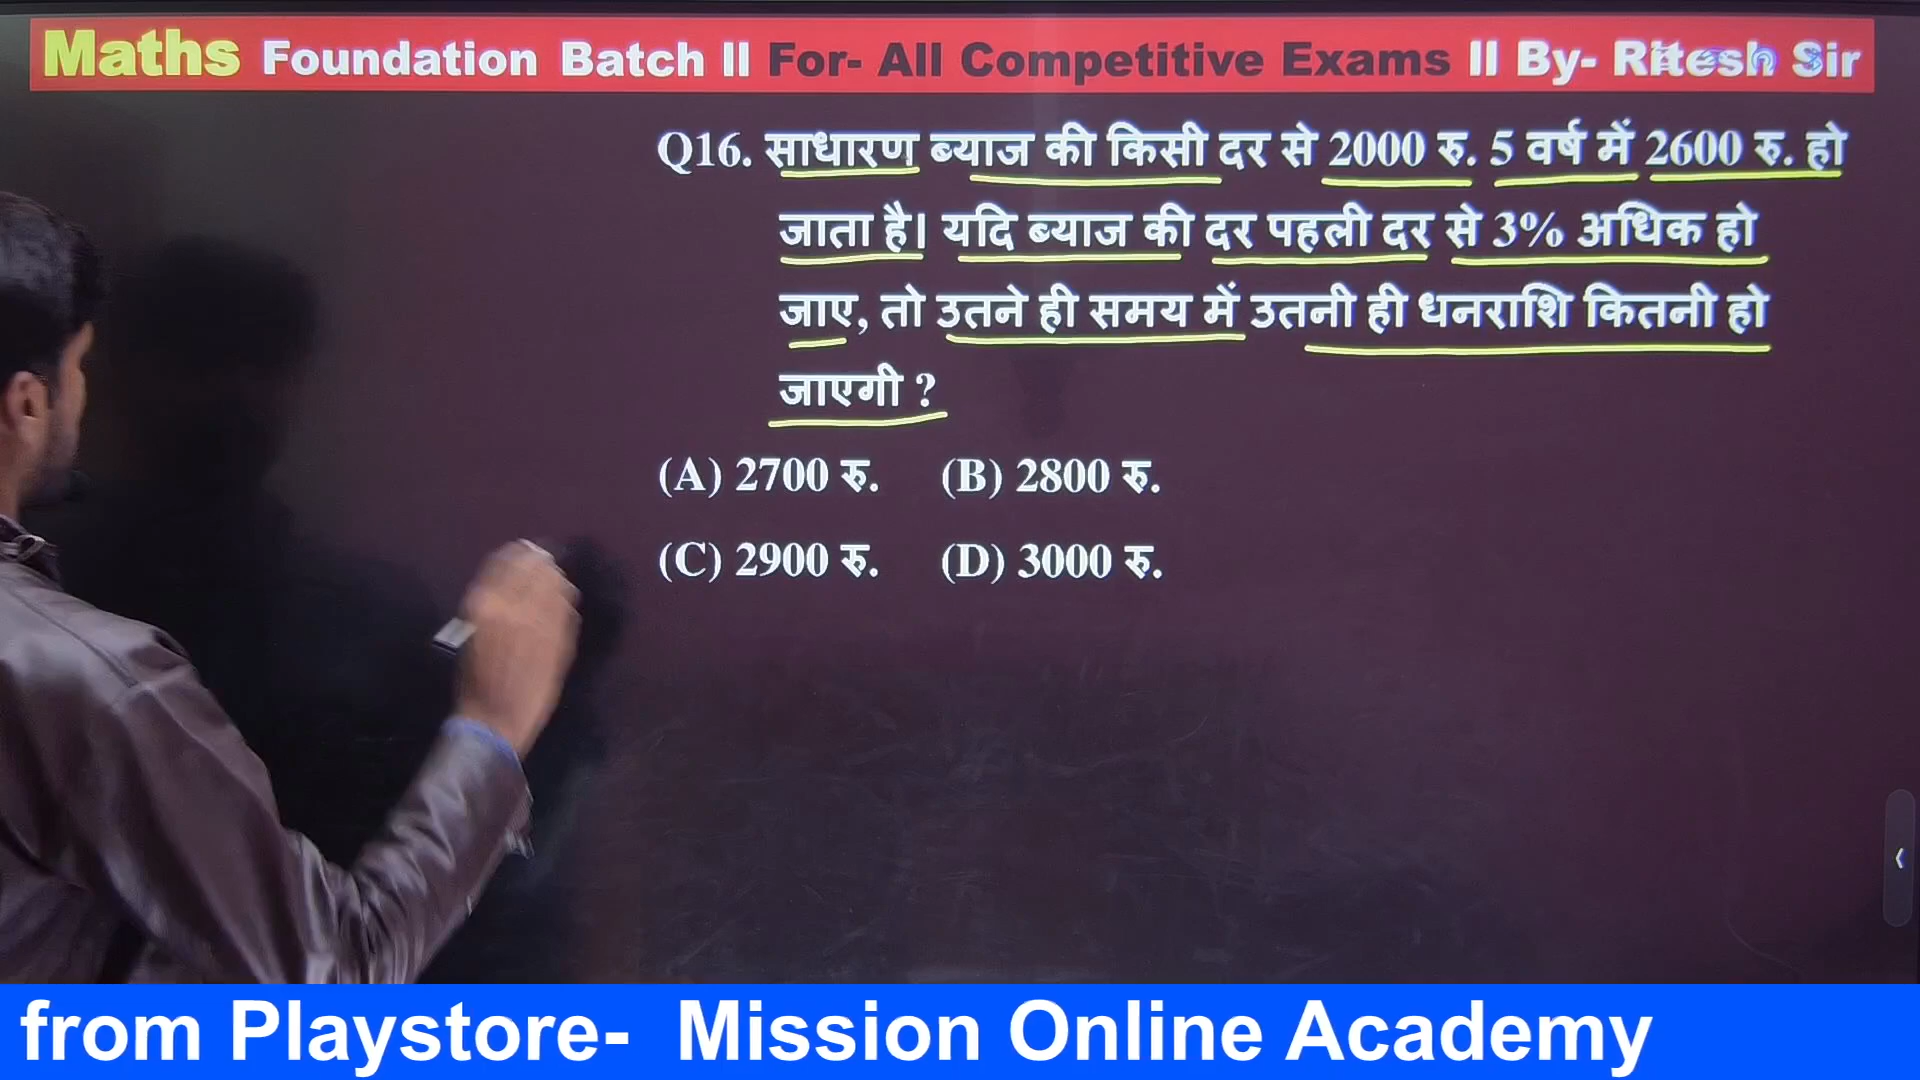 Maths Foundation Batch II For- All Competitive Exams II By- Ritesh Sir
Q16. साधारण ब्याज की किसी दर से 2000 रु. 5 वर्ष में 2600 रु. हो
जाता है। यदि ब्याज की दर पहली दर से 3% अधिक हो
जाए, तो उतने ही समय में उतनी ही धनराशि कितनी हो
जाएगी ?
(A) 2700 रु. (B) 2800 रु.
(C) 2900 रु. (D) 3000 रु.
from Playstore- Mission Online Academy